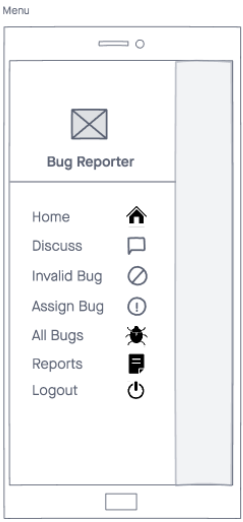 Menu
Bug Reporter
Home
Discuss
Invalid Bug
Assign Bug
All Bugs
Reports
Logout